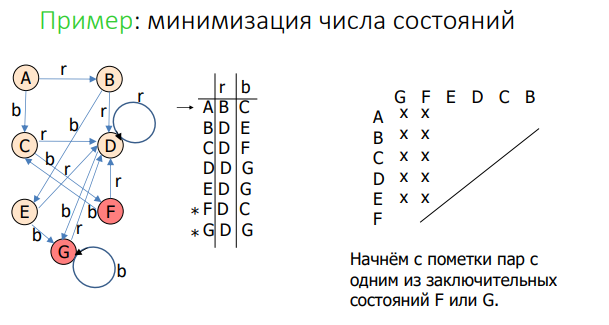 Пример: минимизация числа состояний
A r B r
b b r
C r D
b r r
E b b F
b r
G b
r b
→ A B C
B D E
C D F
D D G
E D G
* F D C
* G D G
G F E D C B
A x x
B x x
C x x
D x x
E x x
F
Начнём с пометки пар с
одним из заключительных
состояний F или G.